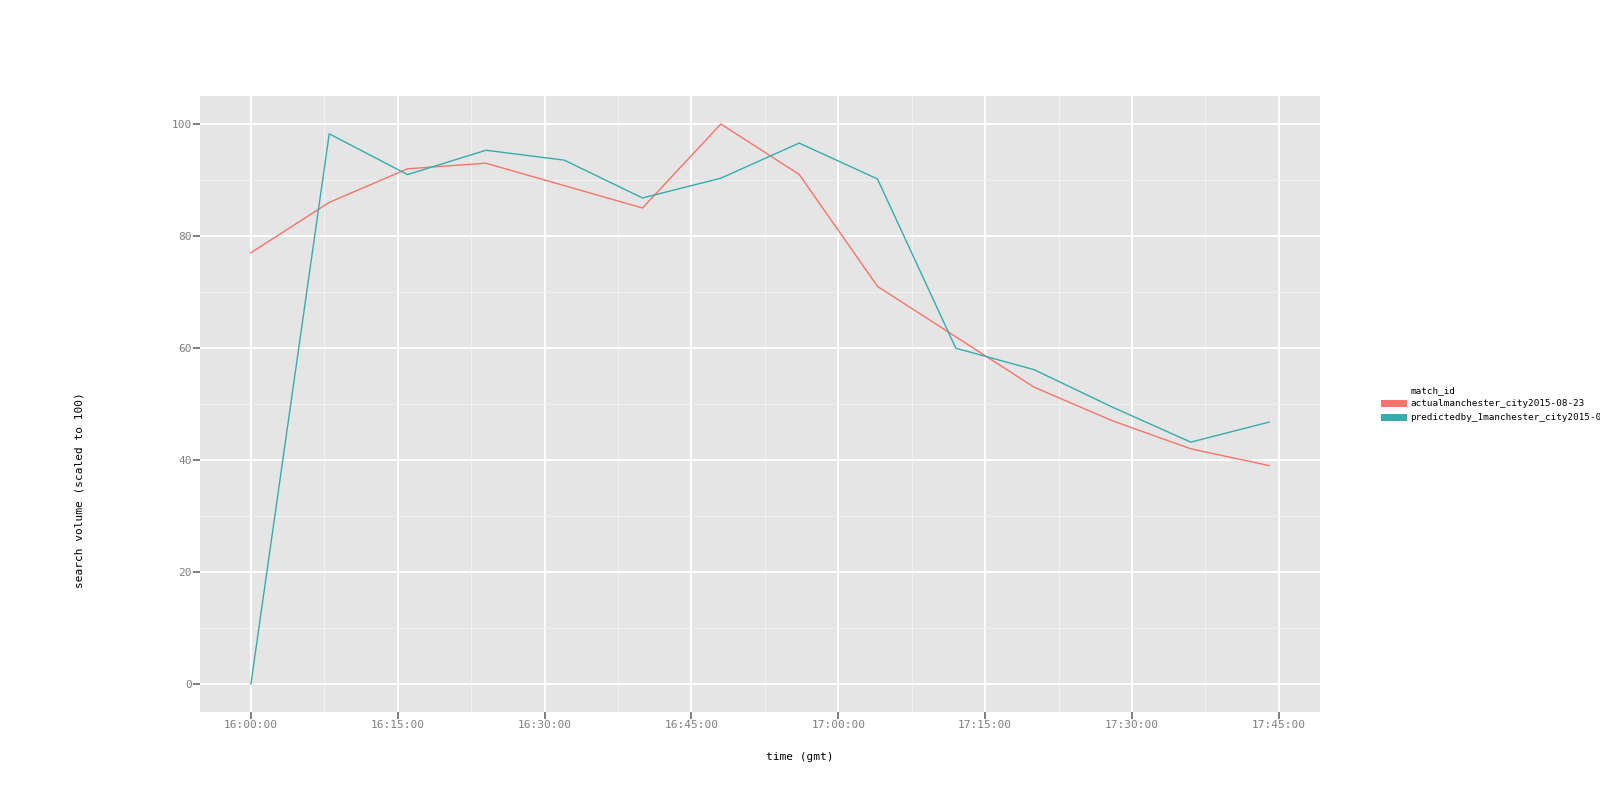 100
80
60
40
20
0
search volume (scaled to 100)
16:00:00 16:15:00 16:30:00 16:45:00 17:00:00 17:15:00 17:30:00 17:45:00
time (gmt)
match_id
actualmanchester_city2015-08-23
predictedby_1manchester_city2015-0